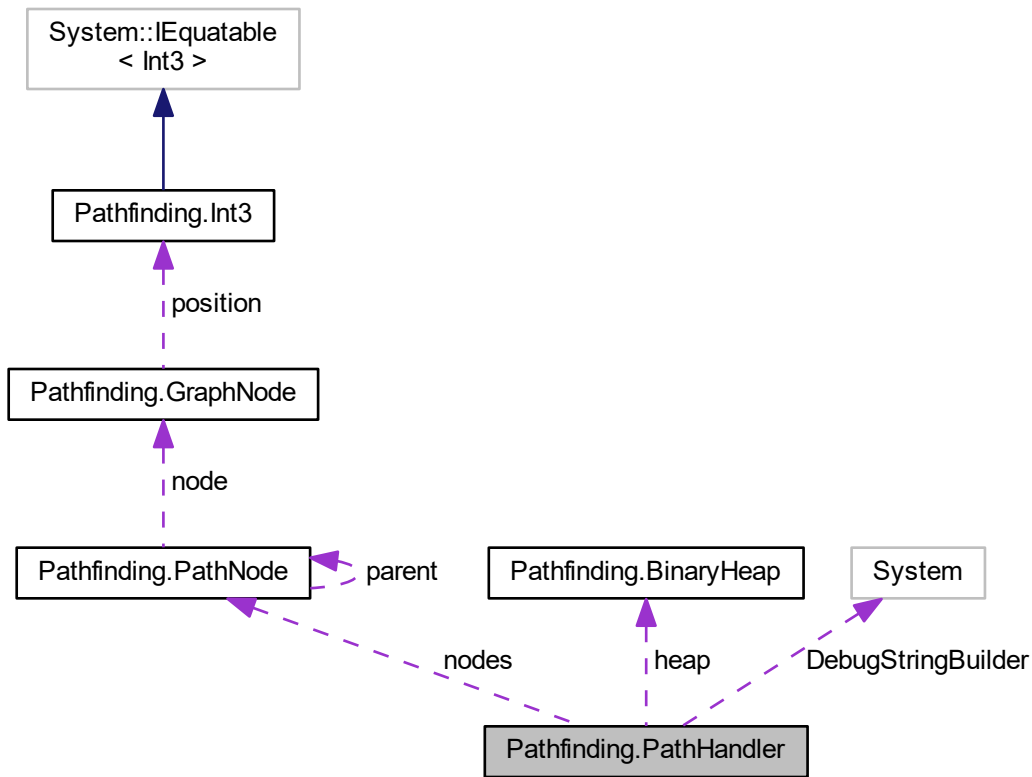 System::IEquatable
< Int3 >
Pathfinding.Int3
position
Pathfinding.GraphNode
node
Pathfinding.PathNode
parent
Pathfinding.BinaryHeap
System
nodes
heap
DebugStringBuilder
Pathfinding.PathHandler